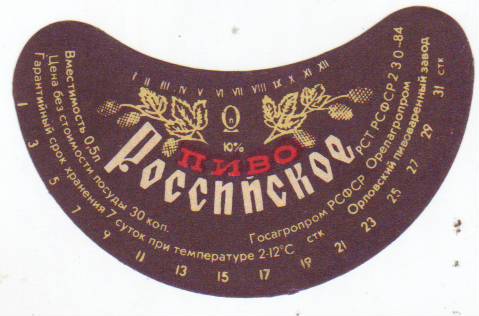 I II III IV V VI VII VIII IX X XI XII
10%
ПИВО
Российское
Вместимость 0,5л
Цена без стоимости посуды 30 коп.
Гарантийный срок хранения 7 суток при температуре 2-12°С
РСТ РСФСР 230-84
Госагропром РСФСР Орелагропром
Орловский пивоваренный завод
стк
1 3 5 7 9 11 13 15 17 19 21 23 25 27 29 31 стк